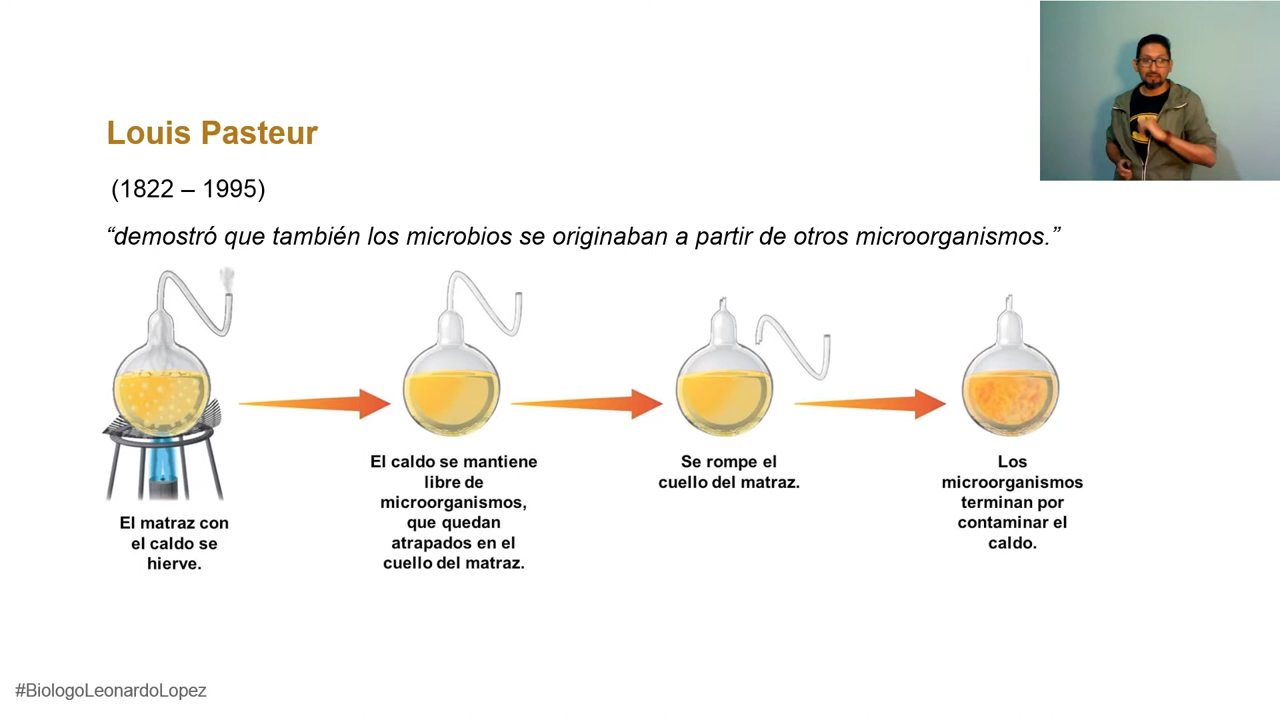 Louis Pasteur
(1822 – 1995)
“demostró que también los microbios se originaban a partir de otros microorganismos.”
El matraz con
el caldo se
hierve.
El caldo se mantiene
libre de
microorganismos,
que quedan
atrapados en el
cuello del matraz.
Se rompe el
cuello del matraz.
Los
microorganismos
terminan por
contaminar el
caldo.
#BiologoLeonardoLopez